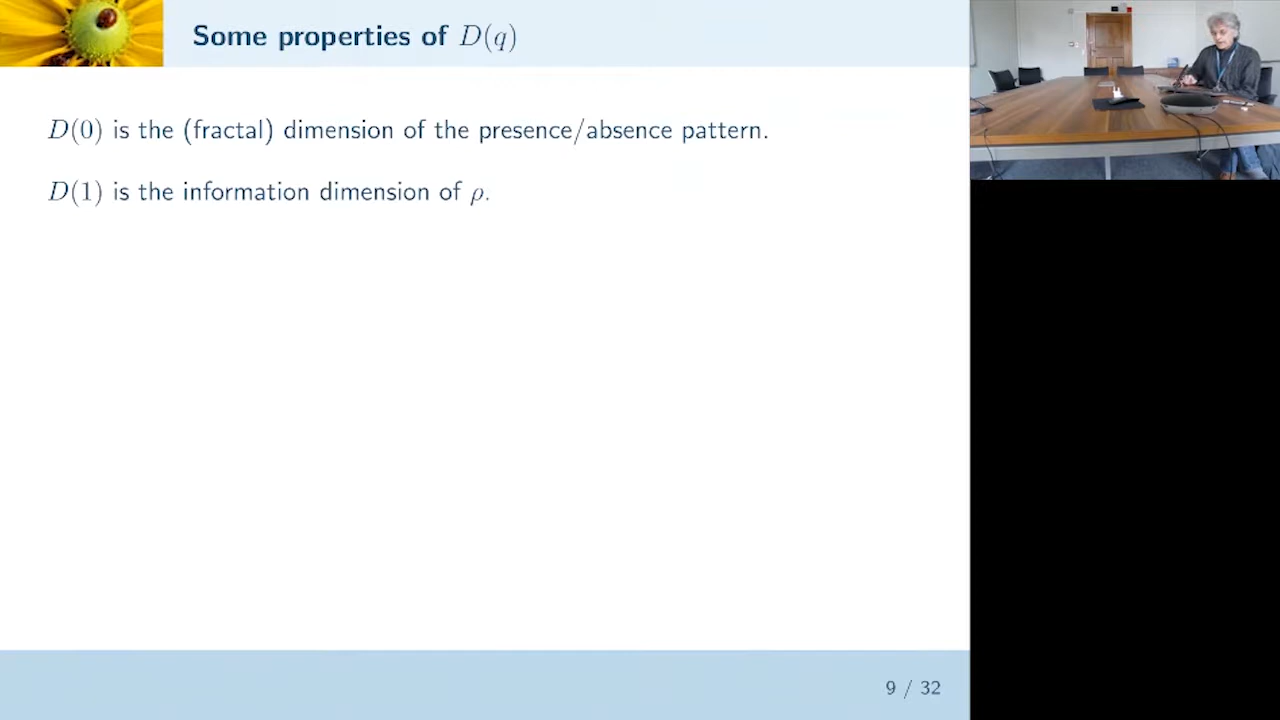 Some properties of D(q)
D(0) is the (fractal) dimension of the presence/absence pattern.
D(1) is the information dimension of ρ.
9 / 32